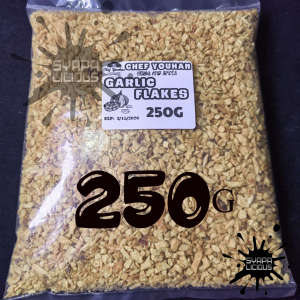 SYAPA
LICIOUS
CHEF YOUHAN
GARLIC
FLAKES
250G
250G
SYAPA
LICIOUS